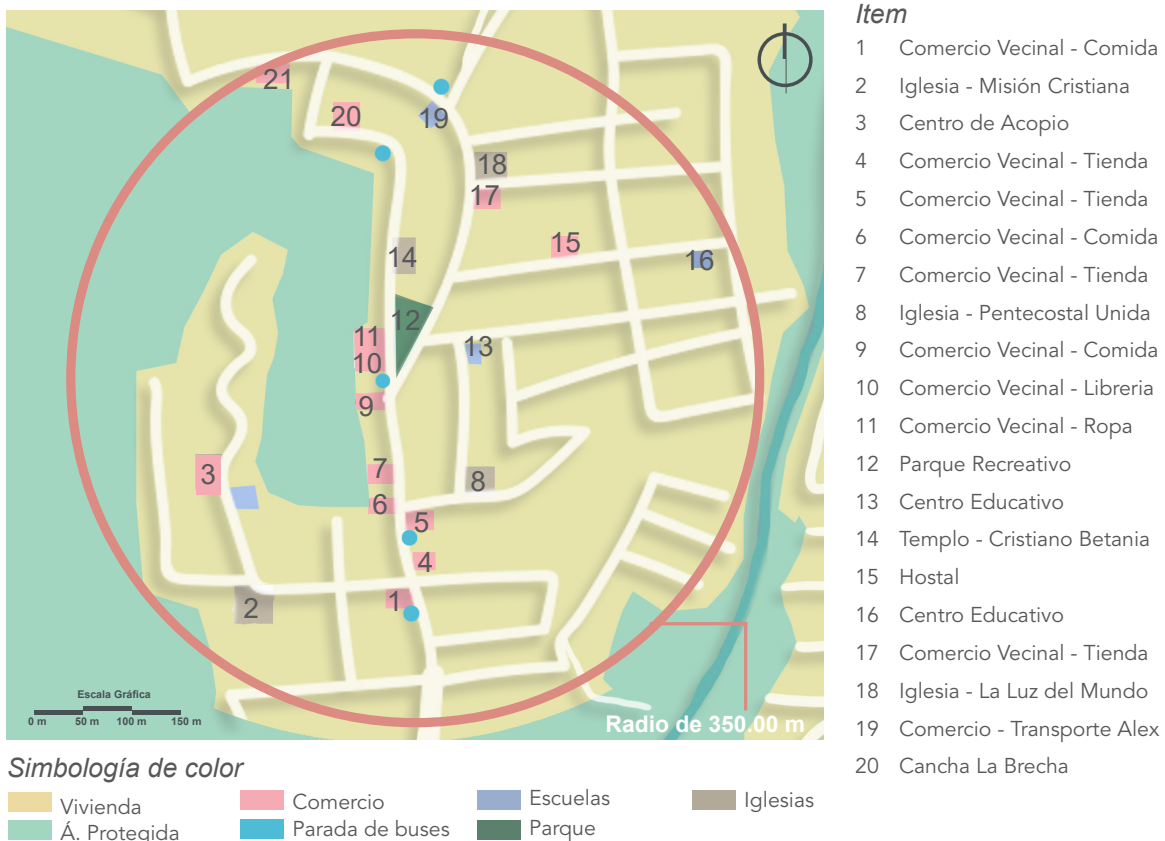 21
20
19
18
17
15
14
16
12
11
13
10
9
3
7
8
6
5
4
2
1
Escala Gráfica
0 m 50 m 100 m 150 m
Radio de 350.00 m
Item
1 Comercio Vecinal - Comida
2 Iglesia - Misión Cristiana
3 Centro de Acopio
4 Comercio Vecinal - Tienda
5 Comercio Vecinal - Tienda
6 Comercio Vecinal - Comida
7 Comercio Vecinal - Tienda
8 Iglesia - Pentecostal Unida
9 Comercio Vecinal - Comida
10 Comercio Vecinal - Libreria
11 Comercio Vecinal - Ropa
12 Parque Recreativo
13 Centro Educativo
14 Templo - Cristiano Betania
15 Hostal
16 Centro Educativo
17 Comercio Vecinal - Tienda
18 Iglesia - La Luz del Mundo
19 Comercio - Transporte Alex
20 Cancha La Brecha
Simbología de color
Vivienda Comercio Escuelas Iglesias
Á. Protegida Parada de buses Parque